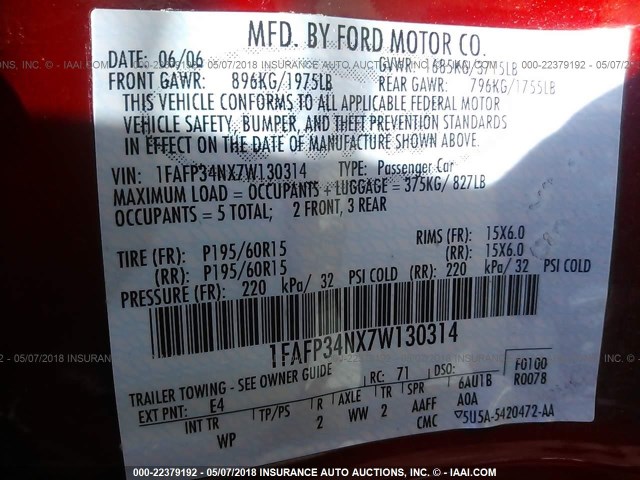 MFD. BY FORD MOTOR CO.
DATE: 06/06 GVWR: 1685KG/3715LB
FRONT GAWR: 896KG/1975LB REAR GAWR: 796KG/1755LB
THIS VEHICLE CONFORMS TO ALL APPLICABLE FEDERAL MOTOR
VEHICLE SAFETY, BUMPER, AND THEFT PREVENTION STANDARDS
IN EFFECT ON THE DATE OF MANUFACTURE SHOWN ABOVE.
VIN: 1FAFP34NX7W130314 TYPE: Passenger Car
MAXIMUM LOAD = OCCUPANTS + LUGGAGE = 375KG/ 827LB
OCCUPANTS = 5 TOTAL; 2 FRONT, 3 REAR
TIRE (FR): P195/60R15 RIMS (FR): 15X6.0
(RR): P195/60R15 (RR): 15X6.0
PRESSURE (FR): 220 kPa/ 32 PSI COLD (RR): 220 kPa/ 32 PSI COLD
1FAFP34NX7W130314
TRAILER TOWING - SEE OWNER GUIDE RC: 71 DSO: F0100
EXT PNT: E4 R0078
INT TR TP/PS R AXLE TR SPR 6AU1B
WP 2 WW 2 AAFF A0A
CMC ▽5U5A-5420472-AA
000-22379192 - 05/07/2018 INSURANCE AUTO AUCTIONS, INC. - IAAI.COM